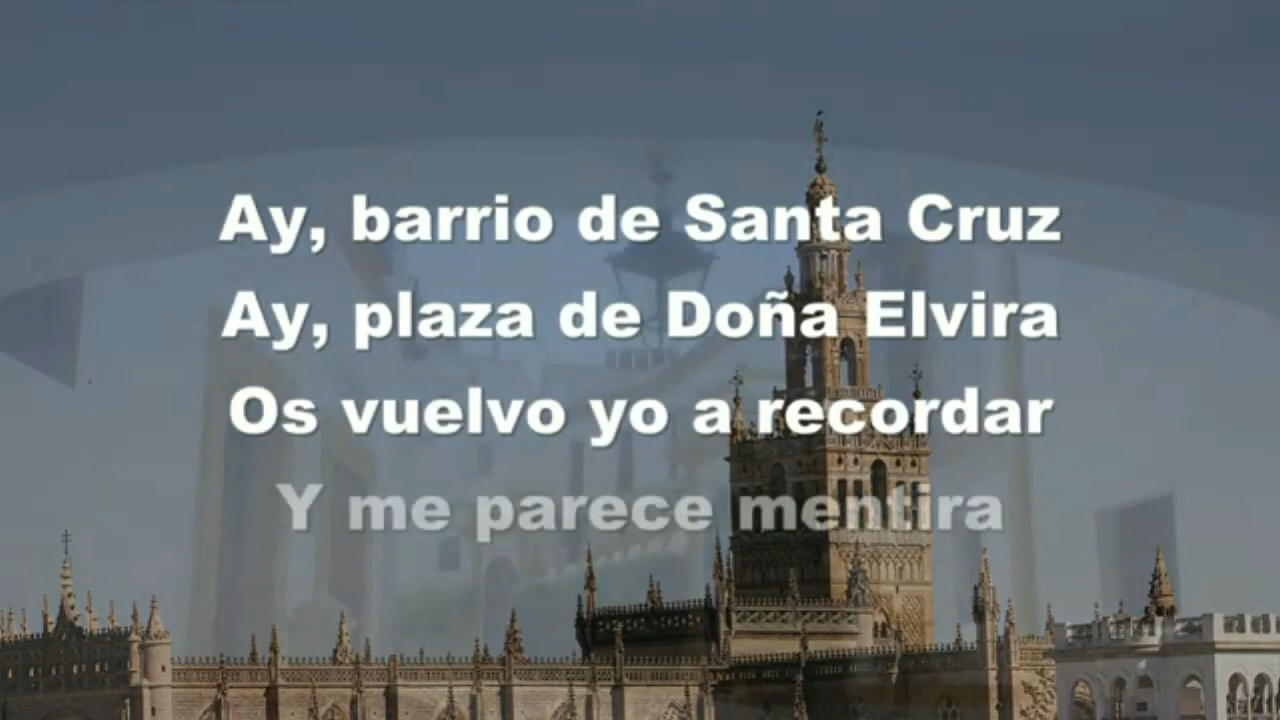 Ay, barrio de Santa Cruz
Ay, plaza de Doña Elvira
Os vuelvo yo a recordar
Y me parece mentira